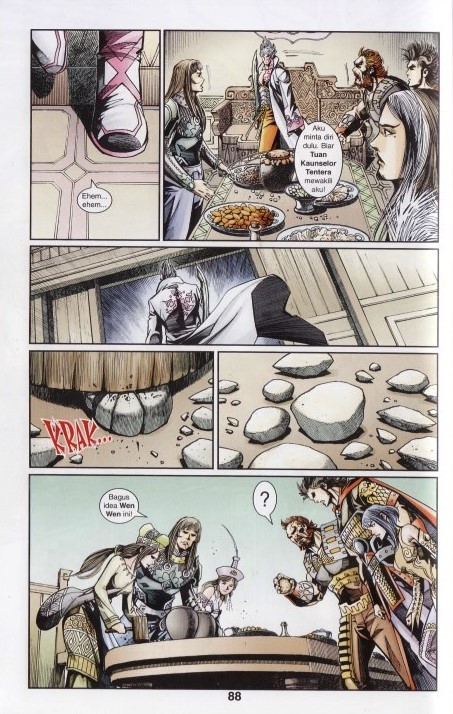 Ehem...
ehem...
Aku
minta diri
dulu. Biar
Tuan
Kaunselor
Tentera
mewakili
aku!
KRAK...
Bagus
idea Wen
Wen ini!
?
88